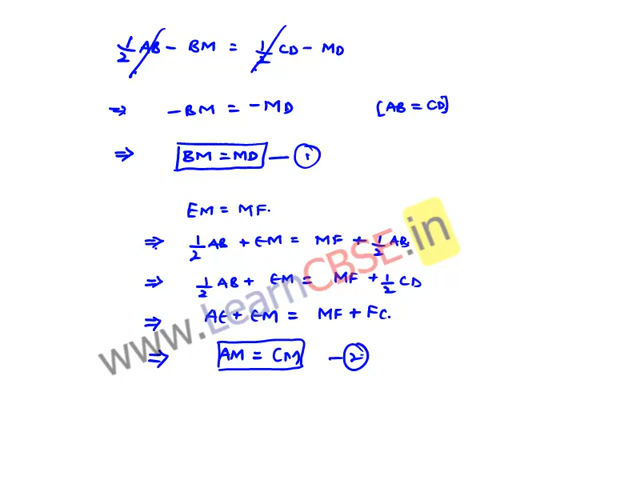 1/2 AB - BM = 1/2 CD - MD
⇒ -BM = -MD [AB = CD]
⇒ BM = MD — ①
EM = MF.
⇒ 1/2 AB + EM = MF + 1/2 AB
⇒ 1/2 AB + EM = MF + 1/2 CD
⇒ AE + EM = MF + FC.
⇒ AM = CM — ②
www.LearnCBSE.in